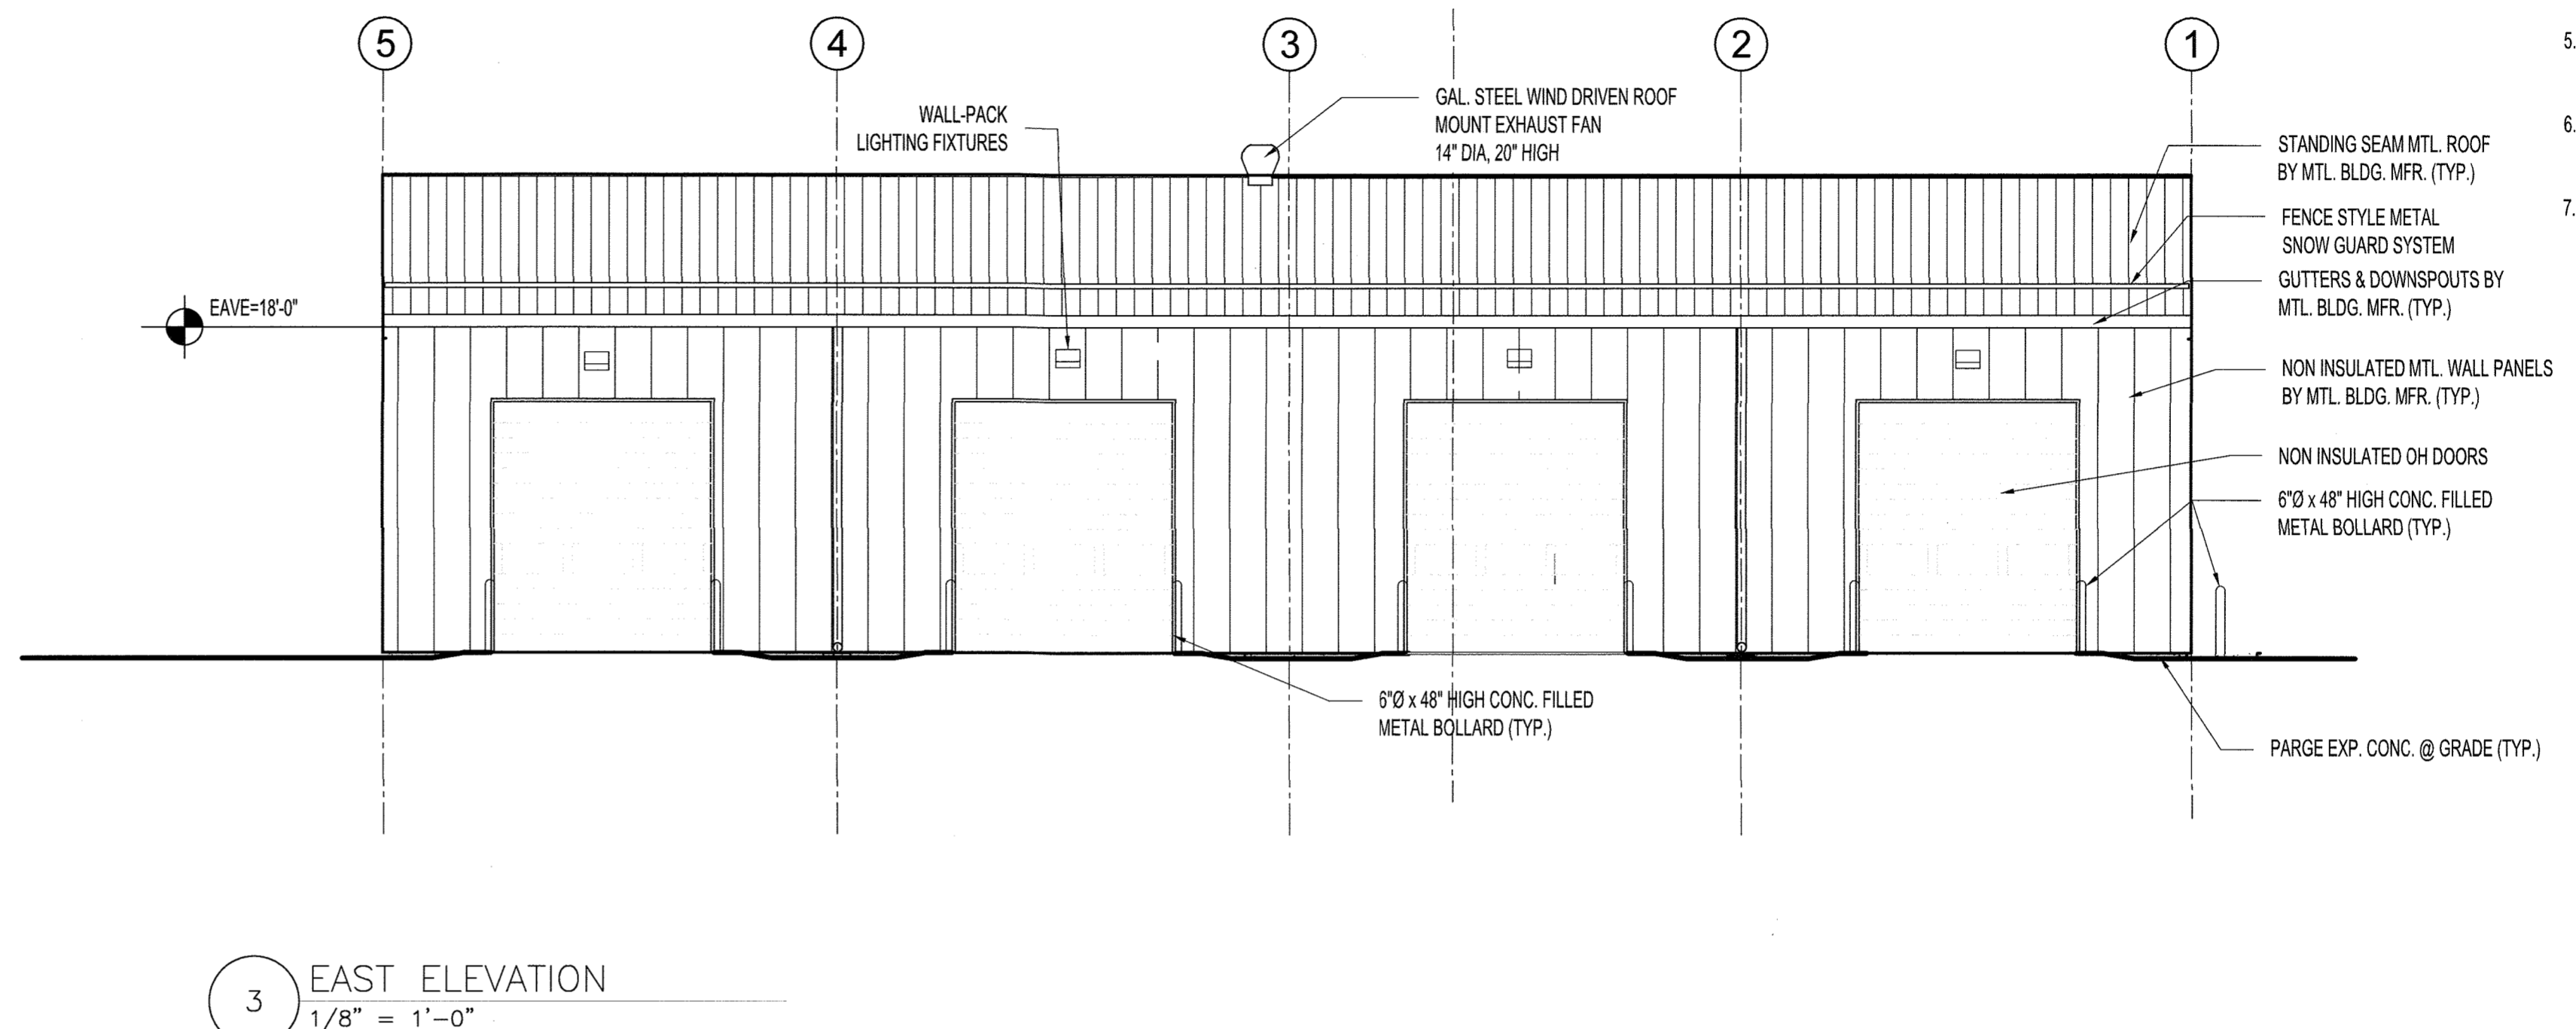 5
4
3
2
1
5.
6.
7.
WALL-PACK
LIGHTING FIXTURES
GAL. STEEL WIND DRIVEN ROOF
MOUNT EXHAUST FAN
14" DIA, 20" HIGH
STANDING SEAM MTL. ROOF
BY MTL. BLDG. MFR. (TYP.)
FENCE STYLE METAL
SNOW GUARD SYSTEM
GUTTERS & DOWNSPOUTS BY
MTL. BLDG. MFR. (TYP.)
EAVE=18'-0"
NON INSULATED MTL. WALL PANELS
BY MTL. BLDG. MFR. (TYP.)
NON INSULATED OH DOORS
6"Ø x 48" HIGH CONC. FILLED
METAL BOLLARD (TYP.)
6"Ø x 48" HIGH CONC. FILLED
METAL BOLLARD (TYP.)
PARGE EXP. CONC. @ GRADE (TYP.)
3
EAST ELEVATION
1/8" = 1'-0"